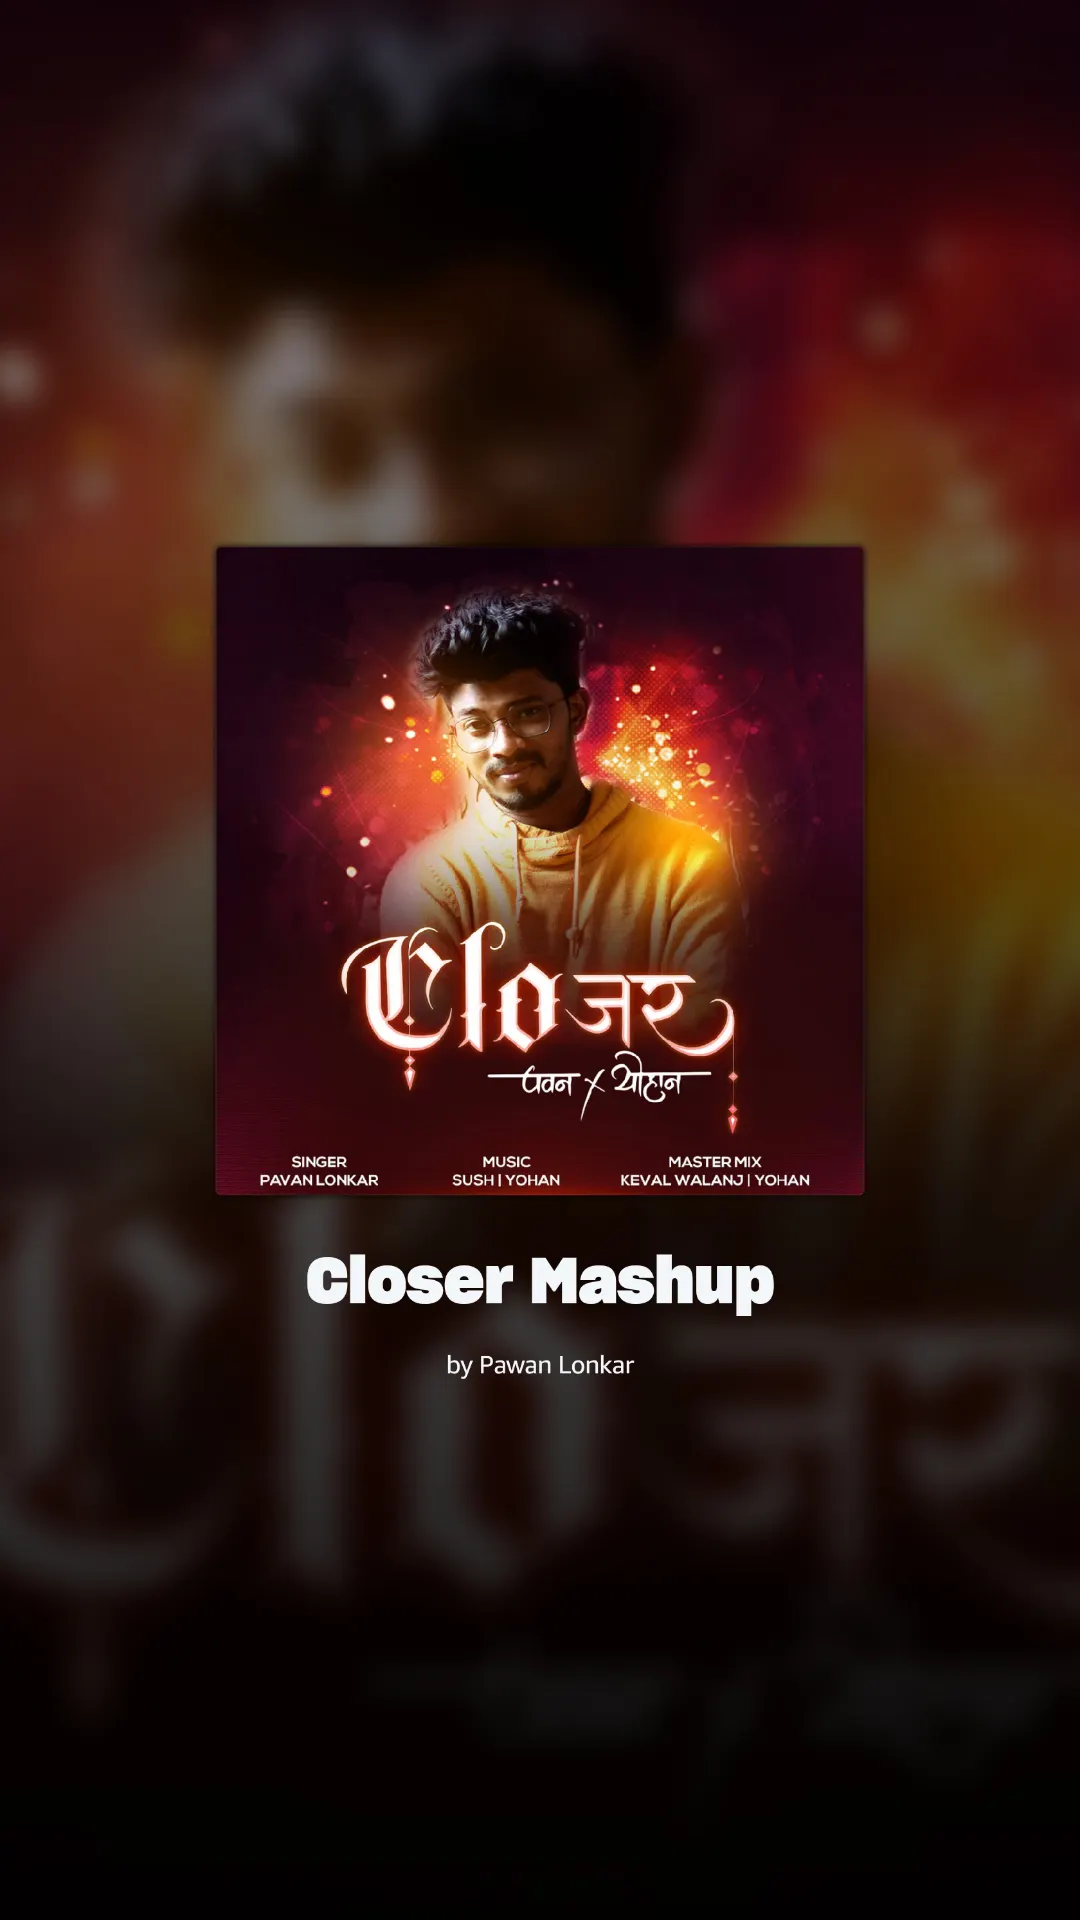 Cloजर
पवन x योहान
SINGER MUSIC MASTER MIX
PAVAN LONKAR SUSH | YOHAN KEVAL WALANJ | YOHAN
Closer Mashup
by Pawan Lonkar